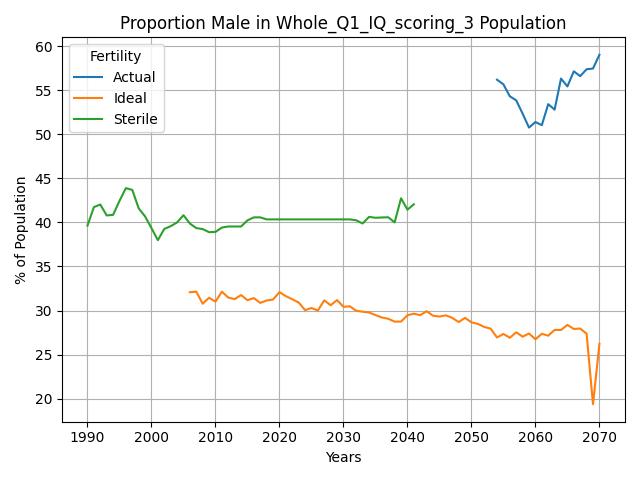 Proportion Male in Whole_Q1_IQ_scoring_3 Population
Fertility
Actual
Ideal
Sterile
% of Population
60
55
50
45
40
35
30
25
20
1990 2000 2010 2020 2030 2040 2050 2060 2070
Years